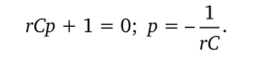 rCp + 1 = 0; p = −1/rC.